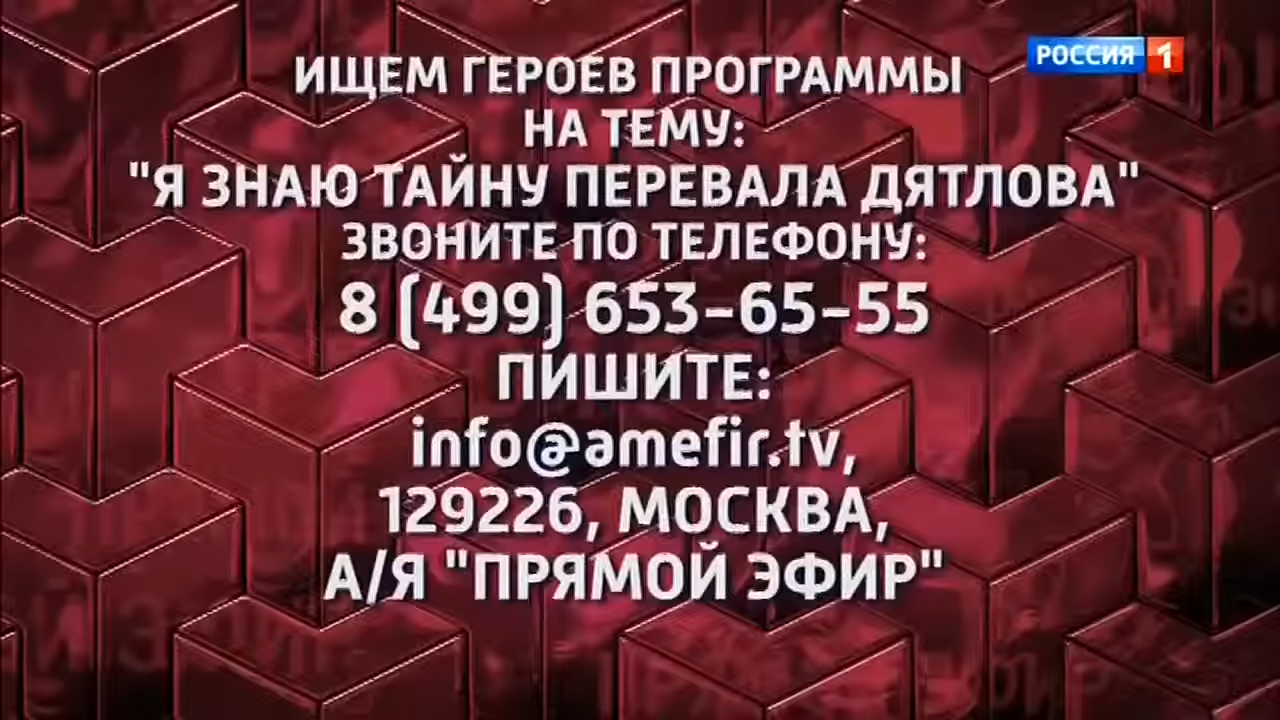 РОССИЯ 1
ИЩЕМ ГЕРОЕВ ПРОГРАММЫ
НА ТЕМУ:
"Я ЗНАЮ ТАЙНУ ПЕРЕВАЛА ДЯТЛОВА"
ЗВОНИТЕ ПО ТЕЛЕФОНУ:
8 (499) 653-65-55
ПИШИТЕ:
info@amefir.tv,
129226, МОСКВА,
А/Я "ПРЯМОЙ ЭФИР"